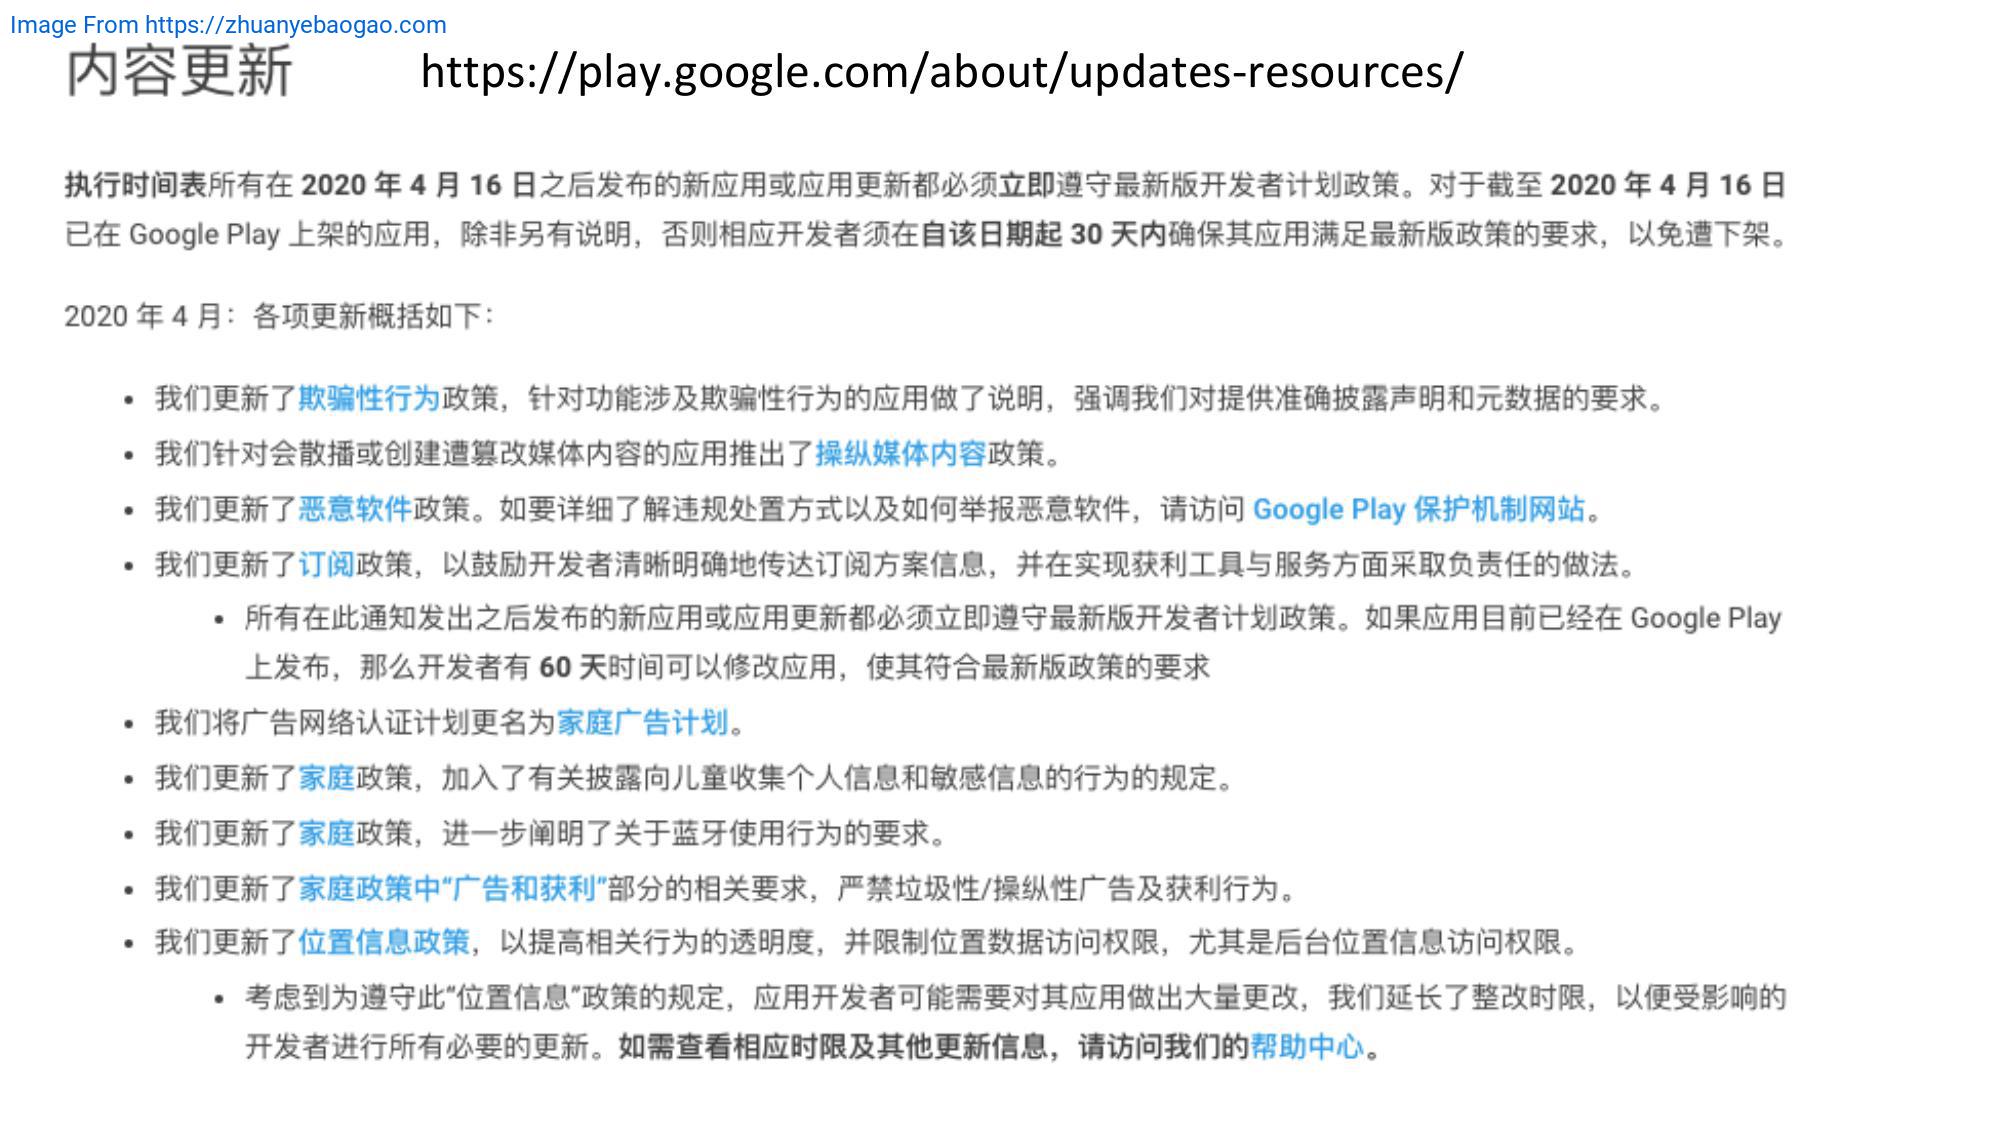 Image From https://zhuanyebaogao.com
内容更新 https://play.google.com/about/updates-resources/
执行时间表所有在 2020 年 4 月 16 日之后发布的新应用或应用更新都必须立即遵守最新版开发者计划政策。对于截至 2020 年 4 月 16 日
已在 Google Play 上架的应用，除非另有说明，否则相应开发者须在自该日期起 30 天内确保其应用满足最新版政策的要求，以免遭下架。
2020 年 4 月：各项更新概括如下：
• 我们更新了欺骗性行为政策，针对功能涉及欺骗性行为的应用做了说明，强调我们对提供准确披露声明和元数据的要求。
• 我们针对会散播或创建遭篡改媒体内容的应用推出了操纵媒体内容政策。
• 我们更新了恶意软件政策。如要详细了解违规处置方式以及如何举报恶意软件，请访问 Google Play 保护机制网站。
• 我们更新了订阅政策，以鼓励开发者清晰明确地传达订阅方案信息，并在实现获利工具与服务方面采取负责任的做法。
• 所有在此通知发出之后发布的新应用或应用更新都必须立即遵守最新版开发者计划政策。如果应用目前已经在 Google Play
上发布，那么开发者有 60 天时间可以修改应用，使其符合最新版政策的要求
• 我们将广告网络认证计划更名为家庭广告计划。
• 我们更新了家庭政策，加入了有关披露向儿童收集个人信息和敏感信息的行为的规定。
• 我们更新了家庭政策，进一步阐明了关于蓝牙使用行为的要求。
• 我们更新了家庭政策中“广告和获利”部分的相关要求，严禁垃圾性/操纵性广告及获利行为。
• 我们更新了位置信息政策，以提高相关行为的透明度，并限制位置数据访问权限，尤其是后台位置信息访问权限。
• 考虑到为遵守此“位置信息”政策的规定，应用开发者可能需要对其应用做出大量更改，我们延长了整改时限，以便受影响的
开发者进行所有必要的更新。如需查看相应时限及其他更新信息，请访问我们的帮助中心。